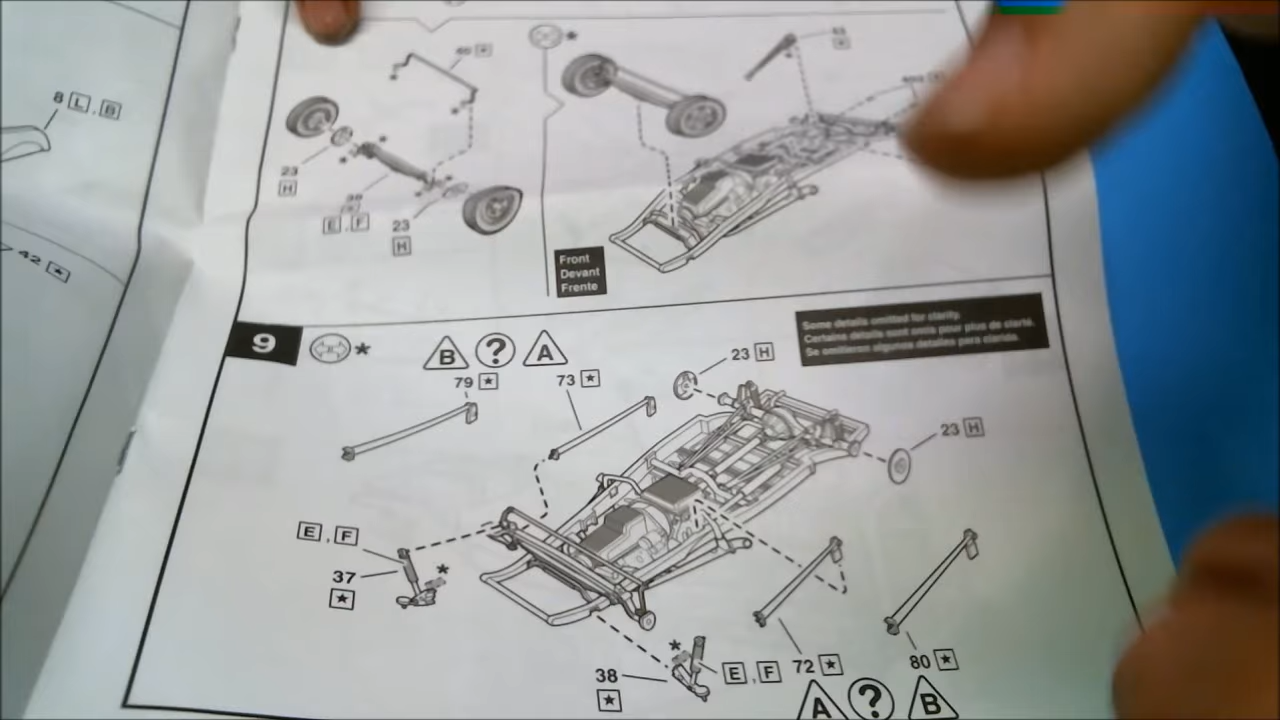 8 L, B
42 ★
23
H
E, F
23
H
Front
Devant
Frente
9
*
B ? A
79 ★
73 ★
23 H
Some details omitted for clarity.
Certains détails sont omis pour plus de clarté.
Se omitieron algunos detalles para claridad.
23 H
E, F
37
★
*
*
38
★
E, F
72 ★
80 ★
A ? B